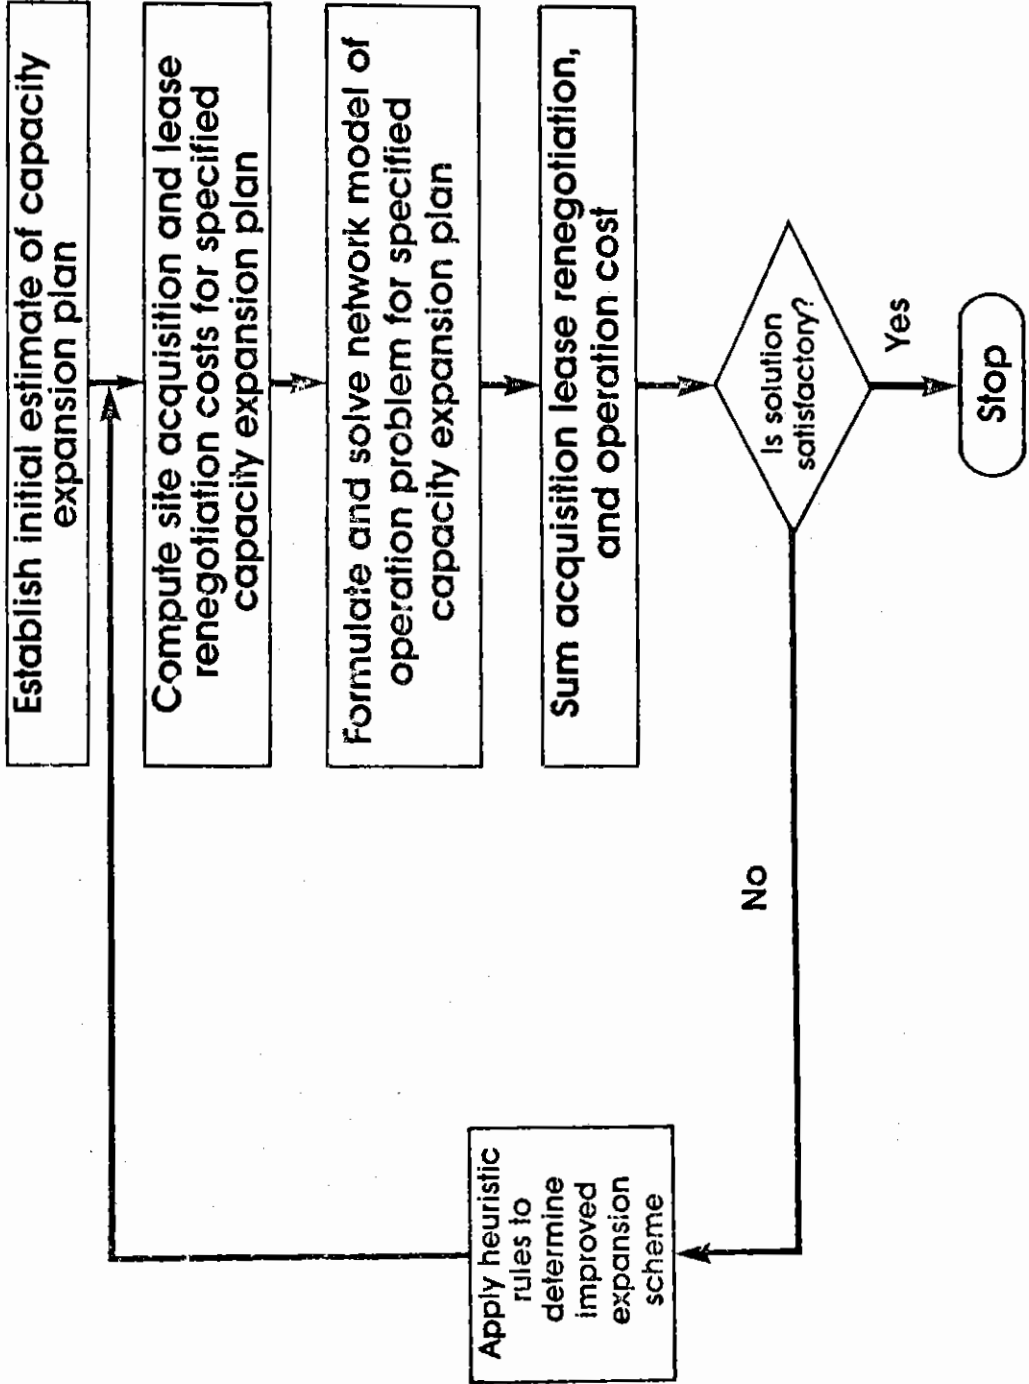 Establish initial estimate of capacity
expansion plan
Compute site acquisition and lease
renegotiation costs for specified
capacity expansion plan
Formulate and solve network model of
operation problem for specified
capacity expansion plan
Sum acquisition lease renegotiation,
and operation cost
Is solution
satisfactory?
Yes
Stop
No
Apply heuristic
rules to
determine
improved
expansion
scheme